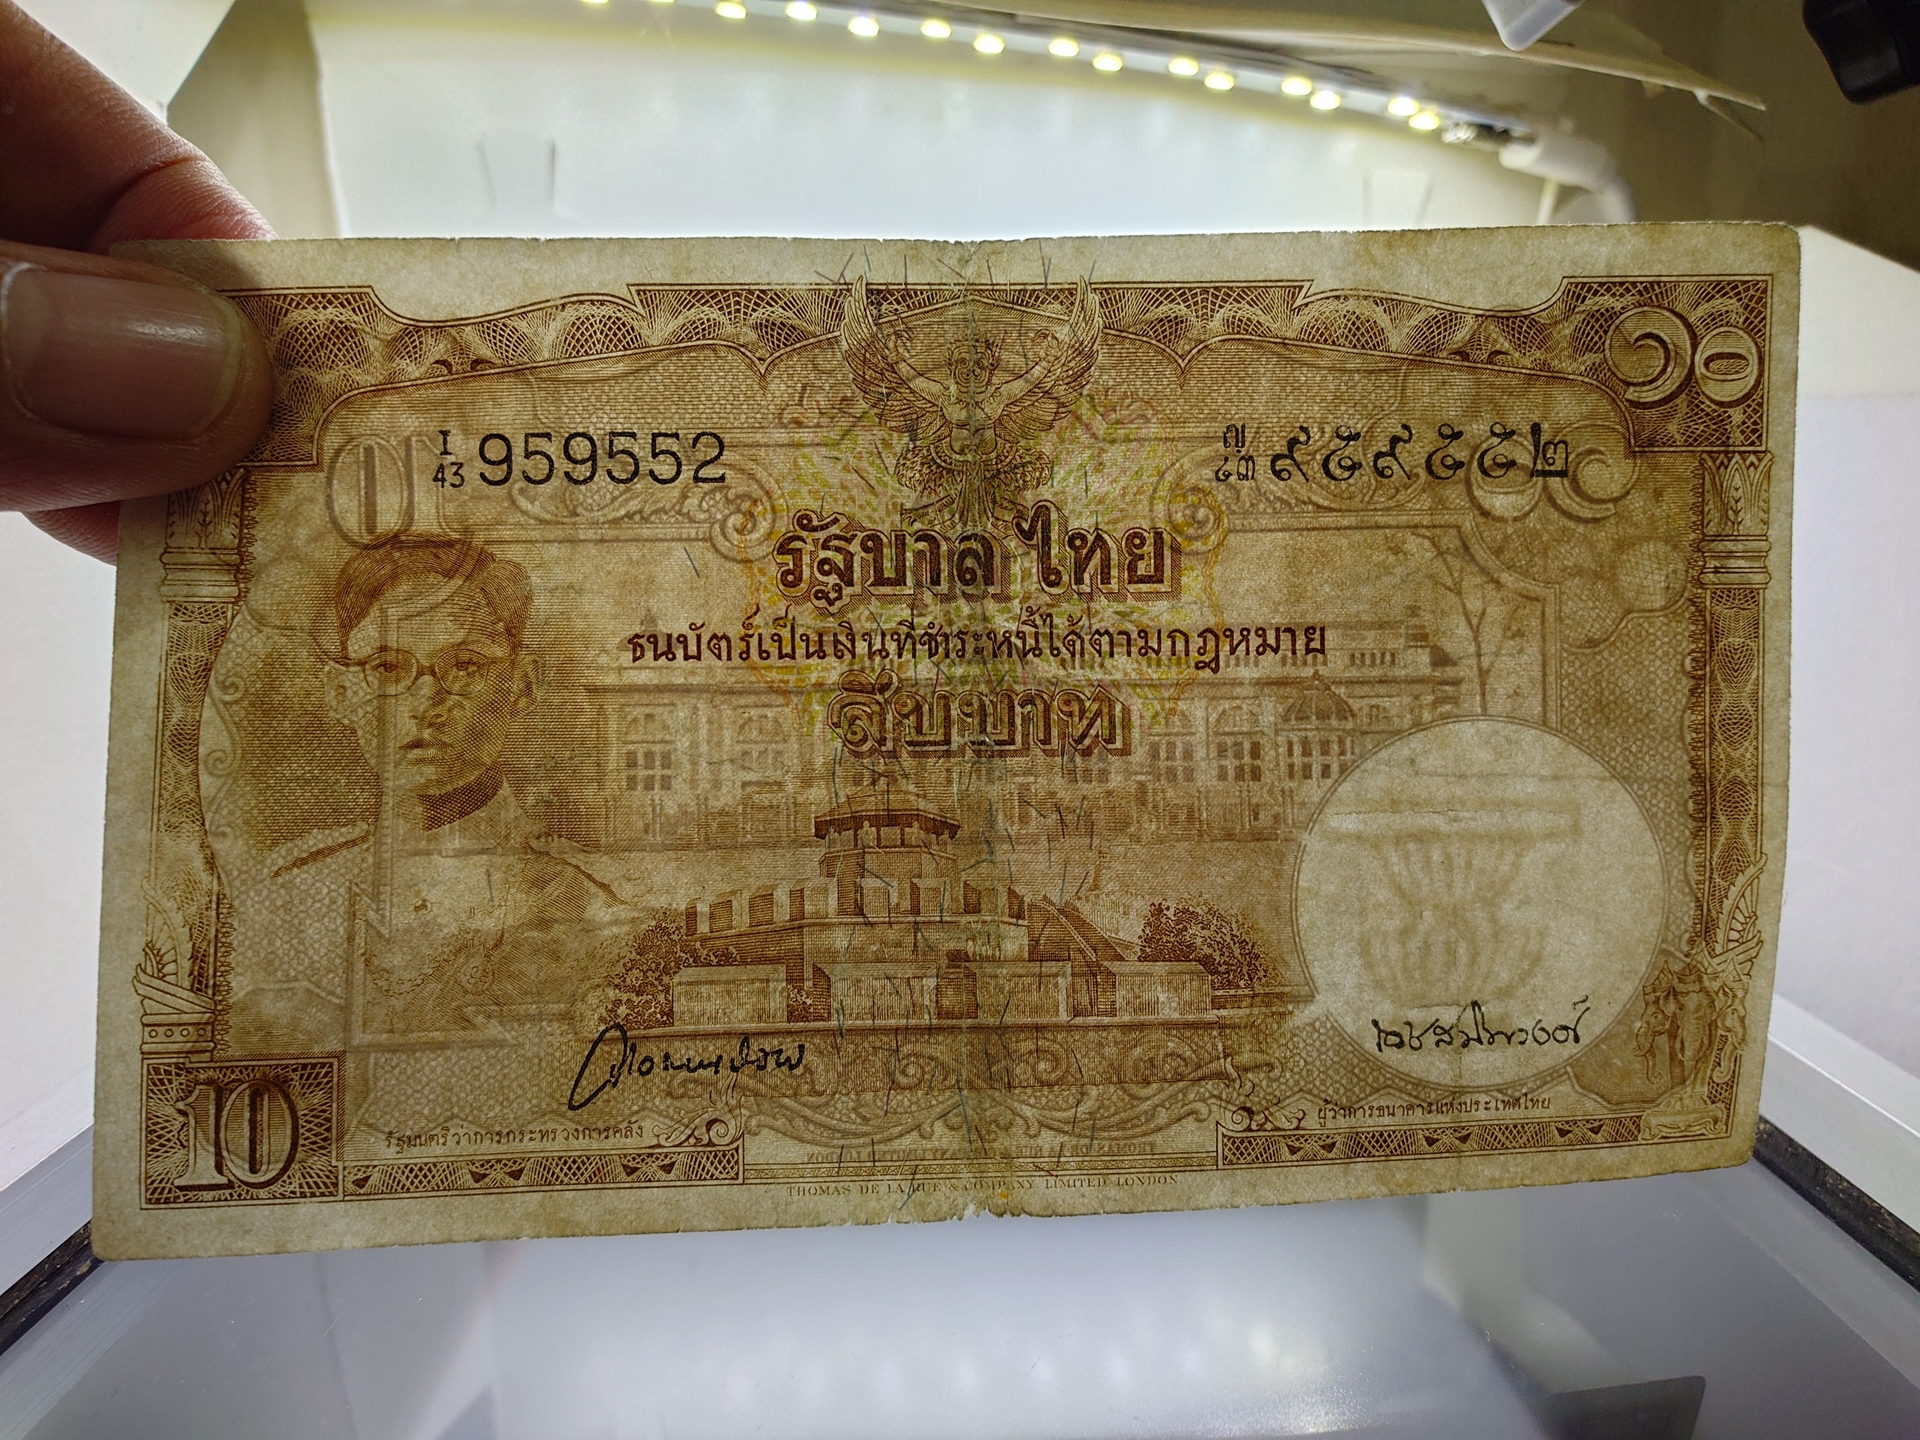 ๑๐
I/43 959552
ญ/๔๓ ๙๕๙๕๕๒
รัฐบาลไทย
ธนบัตร์เป็นเงินที่ชำระหนี้ได้ตามกฎหมาย
สิบบาท
10
รัฐมนตรีว่าการกระทรวงการคลัง
ผู้ว่าการธนาคารแห่งประเทศไทย
THOMAS DE LA RUE & COMPANY LIMITED LONDON